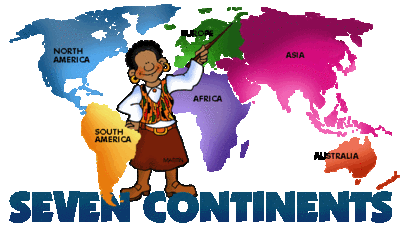 NORTH
AMERICA
EUROPE
ASIA
AFRICA
SOUTH
AMERICA
AUSTRALIA
SEVEN CONTINENTS